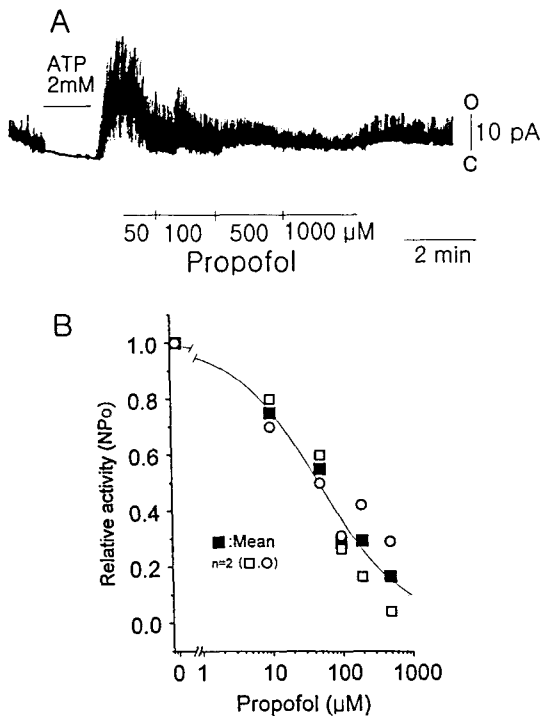 A
ATP
2mM
O
10 pA
C
50 100 500 1000 μM
Propofol
2 min
B
1.0
0.8
0.6
0.4
0.2
0.0
Relative activity (NPo)
■:Mean
n=2 (□.○)
0 1 10 100 1000
Propofol (μM)